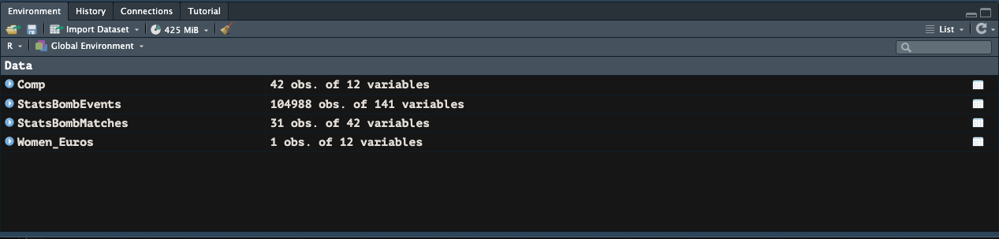 Environment History Connections Tutorial
Import Dataset 425 MiB List
R Global Environment
Data
Comp 42 obs. of 12 variables
StatsBombEvents 104988 obs. of 141 variables
StatsBombMatches 31 obs. of 42 variables
Women_Euros 1 obs. of 12 variables